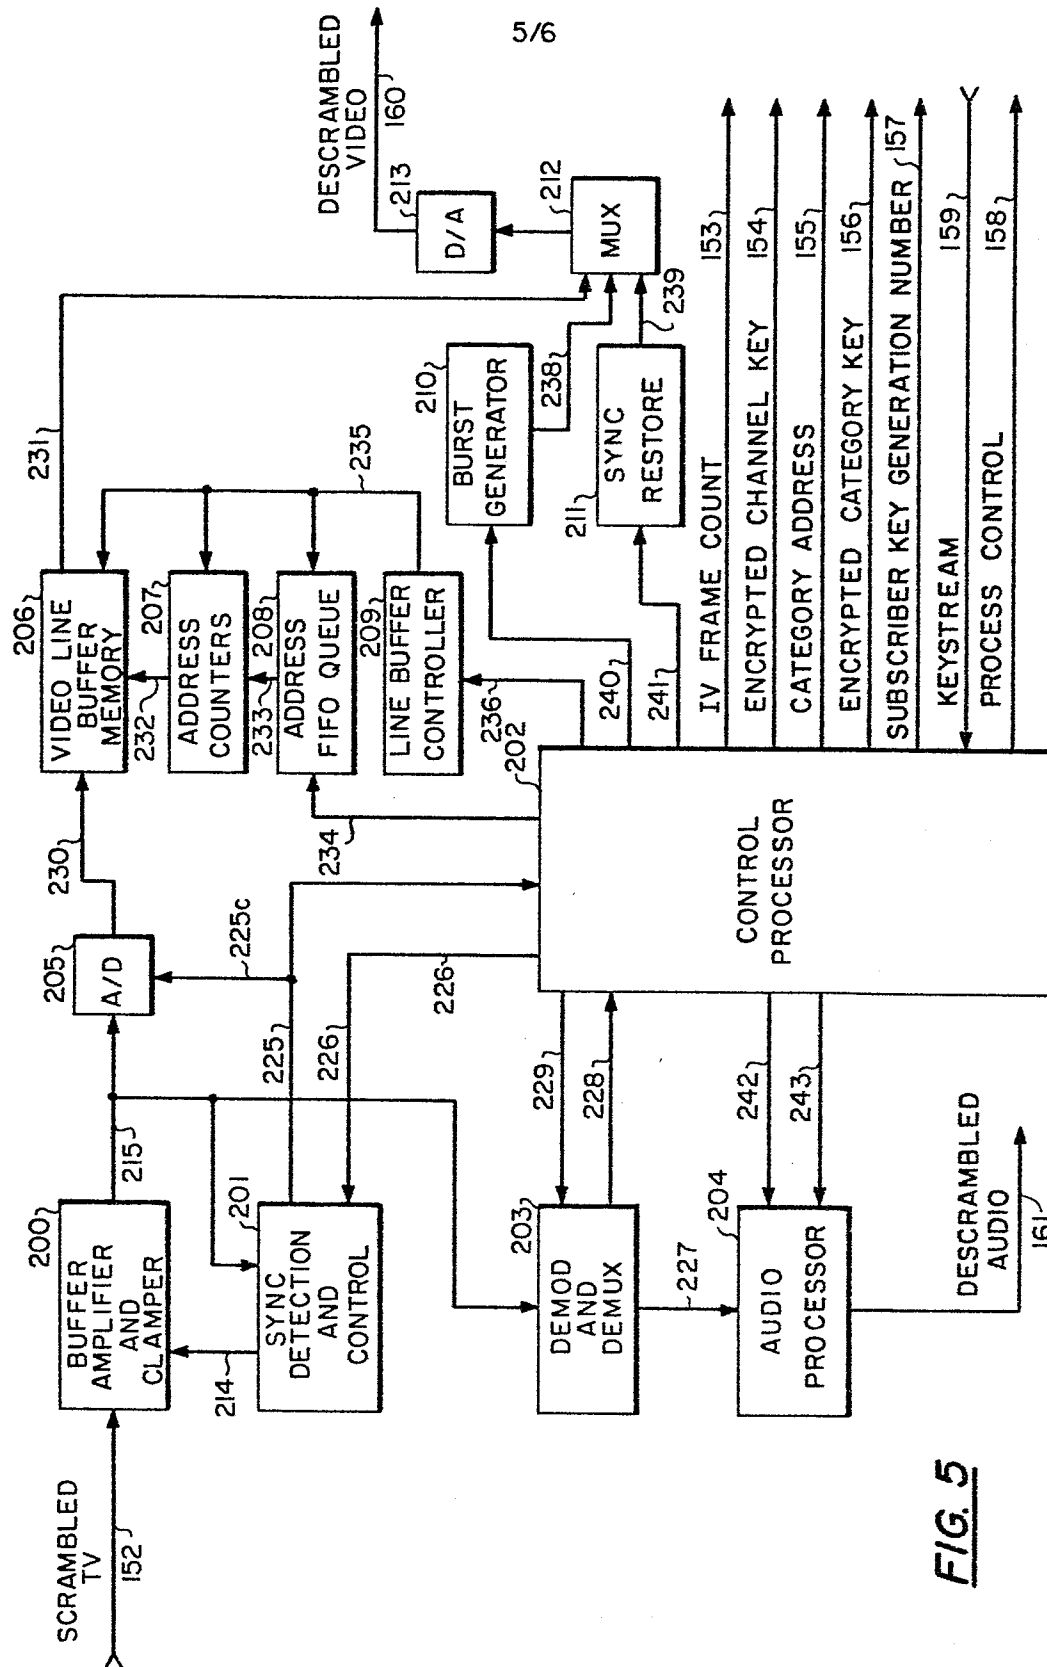 5/6
SCRAMBLED
TV
152
200
BUFFER
AMPLIFIER
AND
CLAMPER
215
214
201
SYNC
DETECTION
AND
CONTROL
225
226
225c
226
205
A/D
230
206
VIDEO LINE
BUFFER
MEMORY
231
232
207
ADDRESS
COUNTERS
233
208
ADDRESS
FIFO QUEUE
234
235
209
LINE BUFFER
CONTROLLER
236
202
240
241
210
BURST
GENERATOR
238
211
SYNC
RESTORE
239
MUX
212
D/A
213
DESCRAMBLED
VIDEO
160
203
DEMOD
AND
DEMUX
229
228
227
204
AUDIO
PROCESSOR
242
243
DESCRAMBLED
AUDIO
161
CONTROL
PROCESSOR
IV FRAME COUNT 153
ENCRYPTED CHANNEL KEY 154
CATEGORY ADDRESS 155
ENCRYPTED CATEGORY KEY 156
SUBSCRIBER KEY GENERATION NUMBER 157
KEYSTREAM 159
PROCESS CONTROL 158
FIG. 5